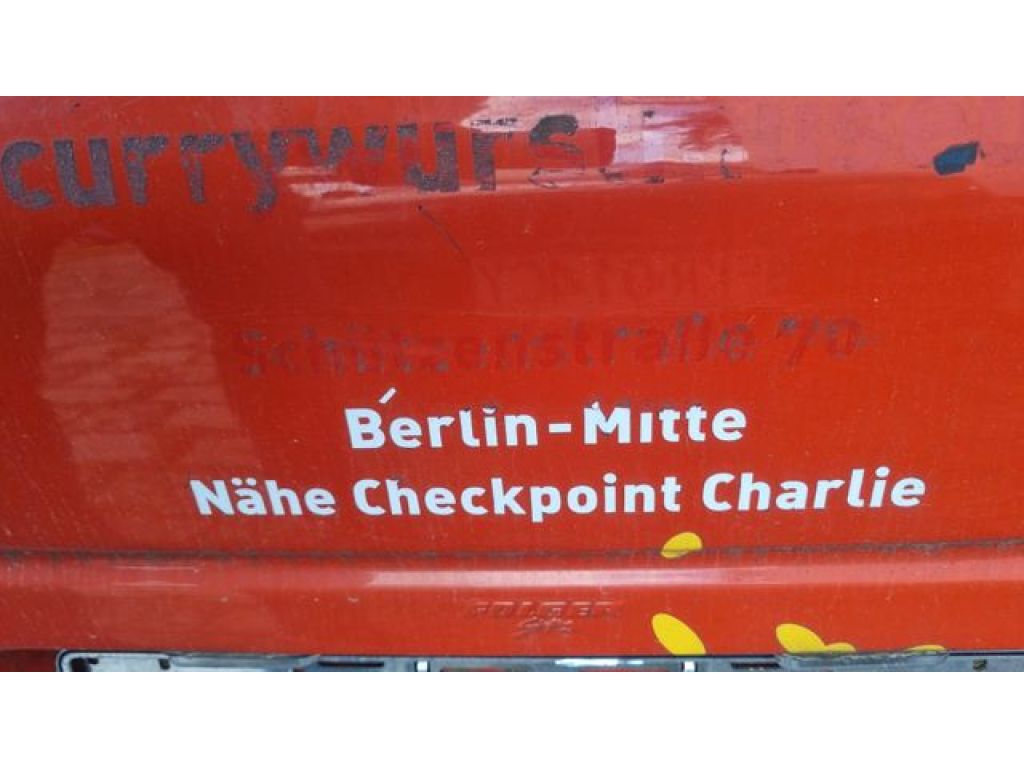 currywurst
Schützenstraße 70
Berlin-Mitte
Nähe Checkpoint Charlie